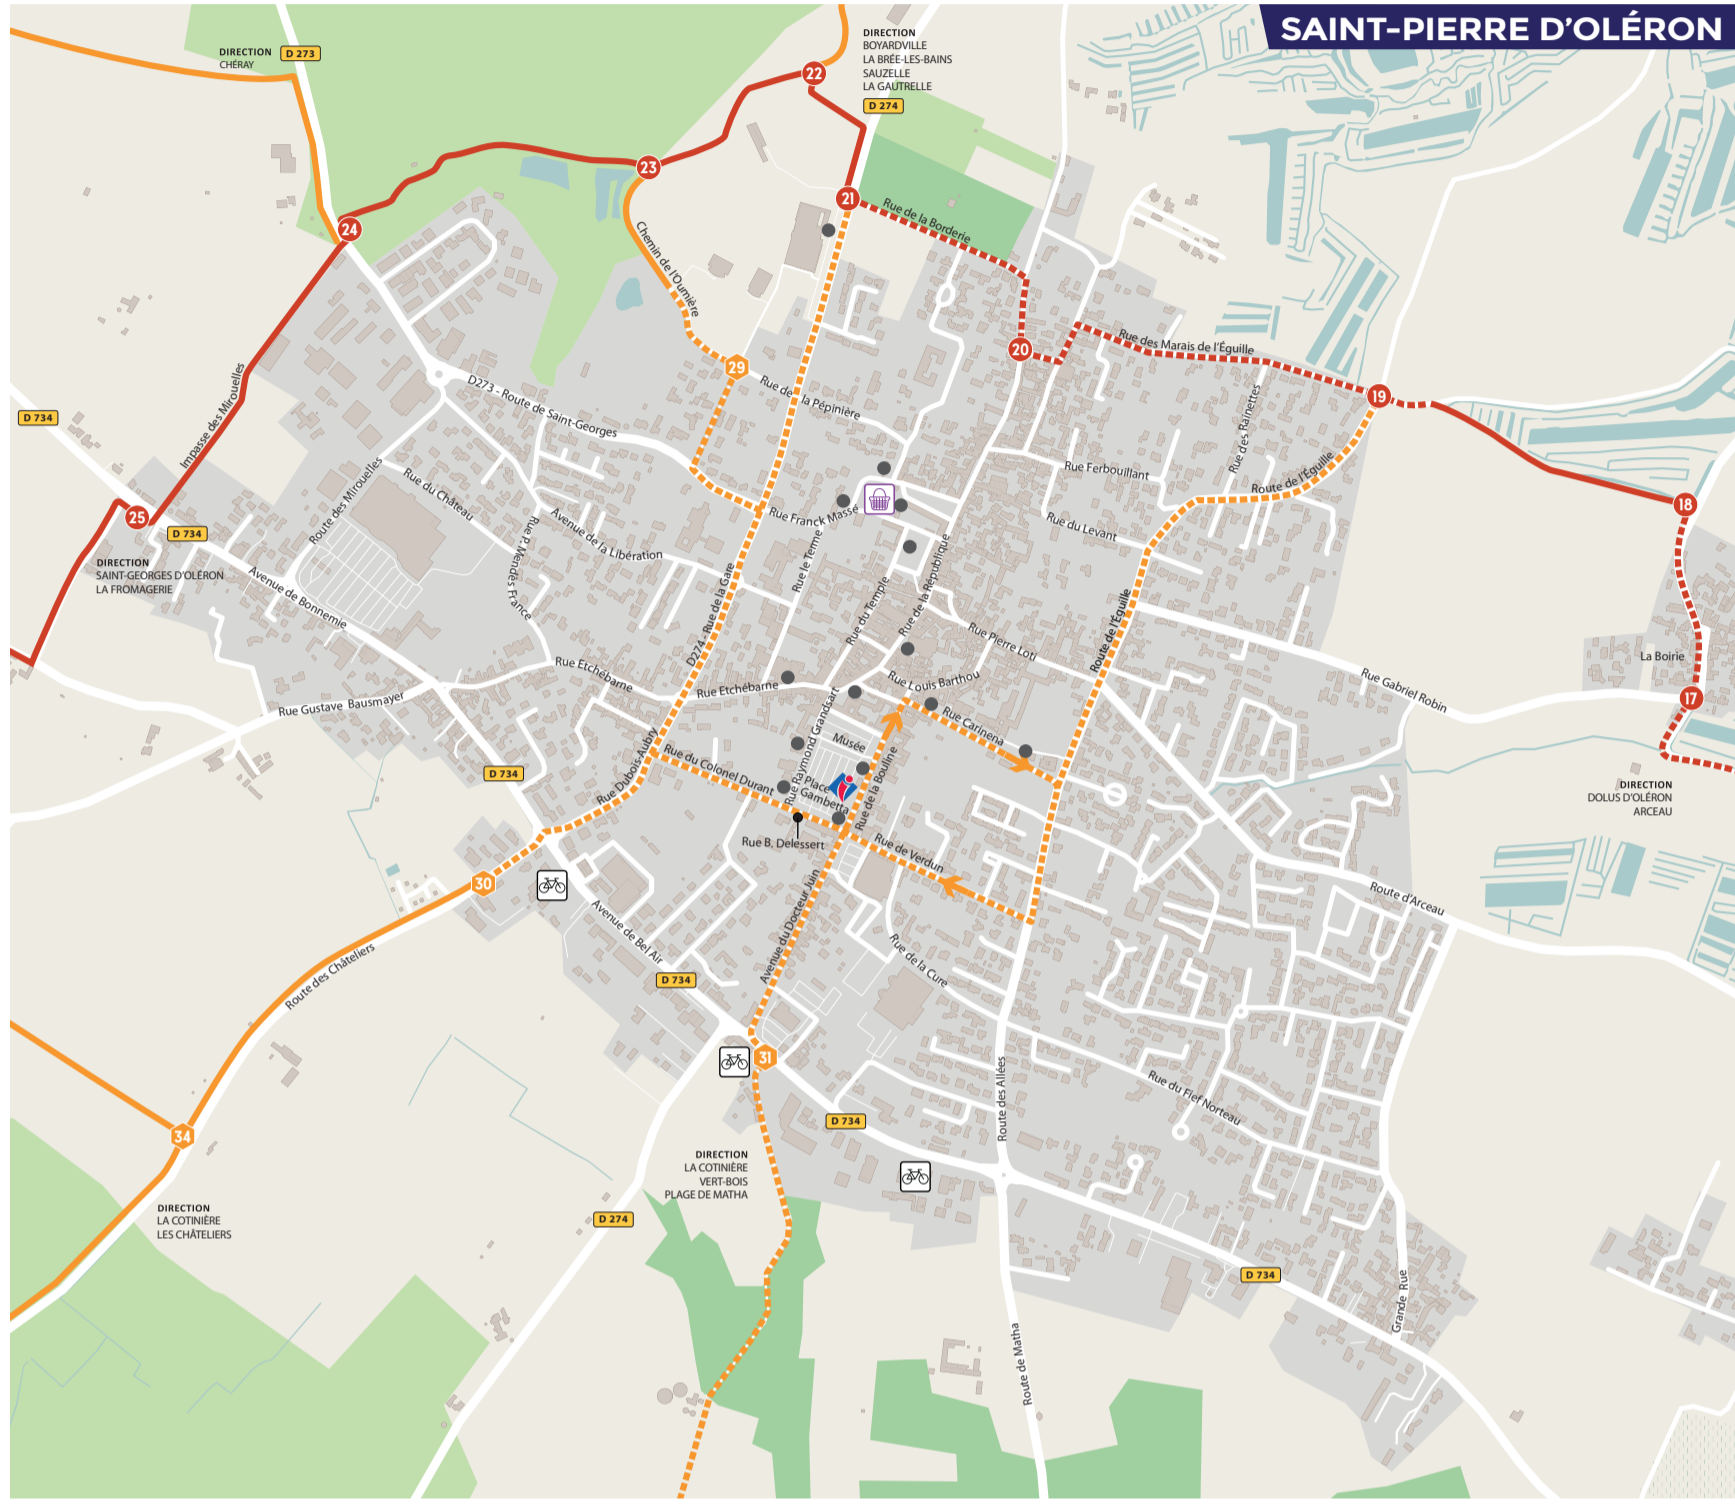 SAINT-PIERRE D'OLÉRON
DIRECTION
CHÉRAY
D 273
DIRECTION
BOYARDVILLE
LA BRÉE-LES-BAINS
SAUZELLE
LA GAUTRELLE
D 274
22
23
21
24
Rue de la Borderie
Chemin de l'Oumière
20
Rue des Marais de l'Éguille
29
Rue de la Pépinière
19
D273 - Route de Saint-Georges
D 734
Impasse des Mirouelles
Rue des Rainettes
Rue Ferbouillant
Route de l'Éguille
Route des Mirouelles
Rue du Château
18
25
D 734
Rue Franck Massé
Rue du Levant
Avenue de la Libération
Rue P. Mendès France
Rue le Terme
DIRECTION
SAINT-GEORGES D'OLÉRON
LA FROMAGERIE
Avenue de Bonnemie
D274 - Rue de la Gare
Rue du Temple
Rue de la République
Rue Pierre Loti
Route de l'Éguille
La Boirie
17
Rue Etchébarne
Rue Etchébarne
Rue Louis Barthou
Rue Gabriel Robin
Rue Gustave Bausmayer
Rue Carinena
Rue Raymond Grandsart
Musée
Rue Dubois-Aubry
Rue du Colonel Durant
Place
Gambetta
Rue de la Bouline
D 734
DIRECTION
DOLUS D'OLÉRON
ARCEAU
Rue B. Delessert
Rue de Verdun
30
Route d'Arceau
Avenue de Bel Air
Avenue du Docteur Juin
Route des Châteliers
Rue de la Cure
D 734
31
34
Route des Allées
Rue du Fief Norteau
D 734
DIRECTION
LA COTINIÈRE
VERT-BOIS
PLAGE DE MATHA
DIRECTION
LA COTINIÈRE
LES CHÂTELIERS
D 274
D 734
Grande Rue
Route de Matha